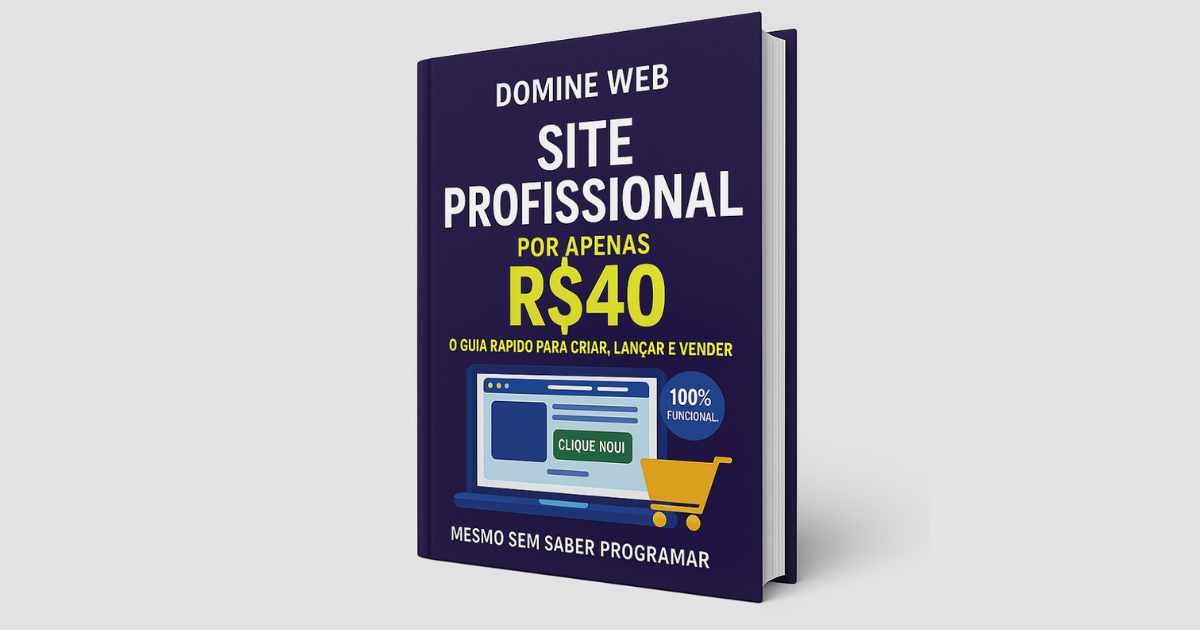 DOMINE WEB
SITE
PROFISSIONAL
POR APENAS
R$40
O GUIA RAPIDO PARA CRIAR, LANÇAR E VENDER
100%
FUNCIONAL.
CLIQUE NOUI
MESMO SEM SABER PROGRAMAR